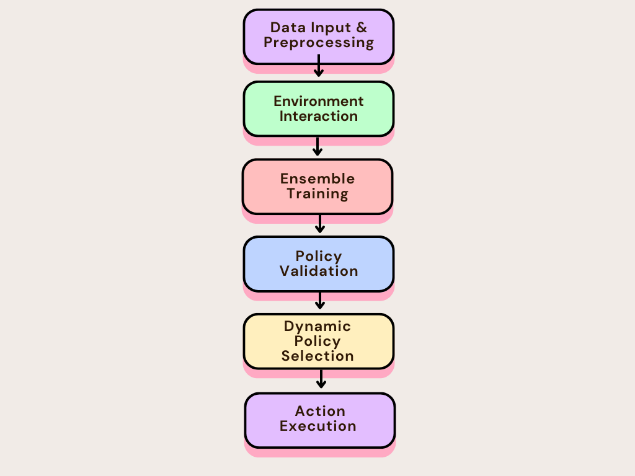 Data Input &
Preprocessing
Environment
Interaction
Ensemble
Training
Policy
Validation
Dynamic
Policy
Selection
Action
Execution